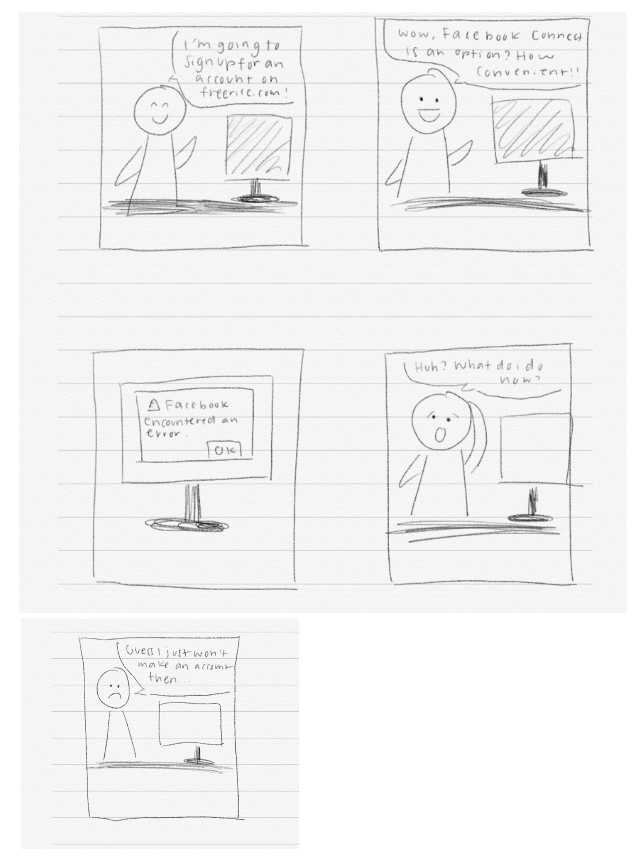 I'm going to
sign up for an
account on
freerice.com!
Wow, Facebook Connect
is an option? How
convenient!!
⚠ Facebook
encountered an
error.
OK
Huh? What do i do
now?
Guess I just won't
make an account
then...